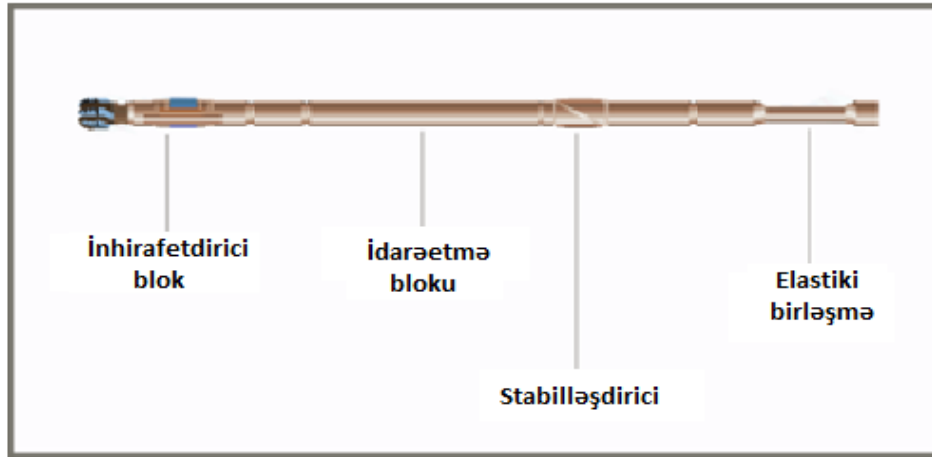 İnhirafetdirici
blok
İdarəetmə
bloku
Elastiki
birləşmə
Stabilləşdirici